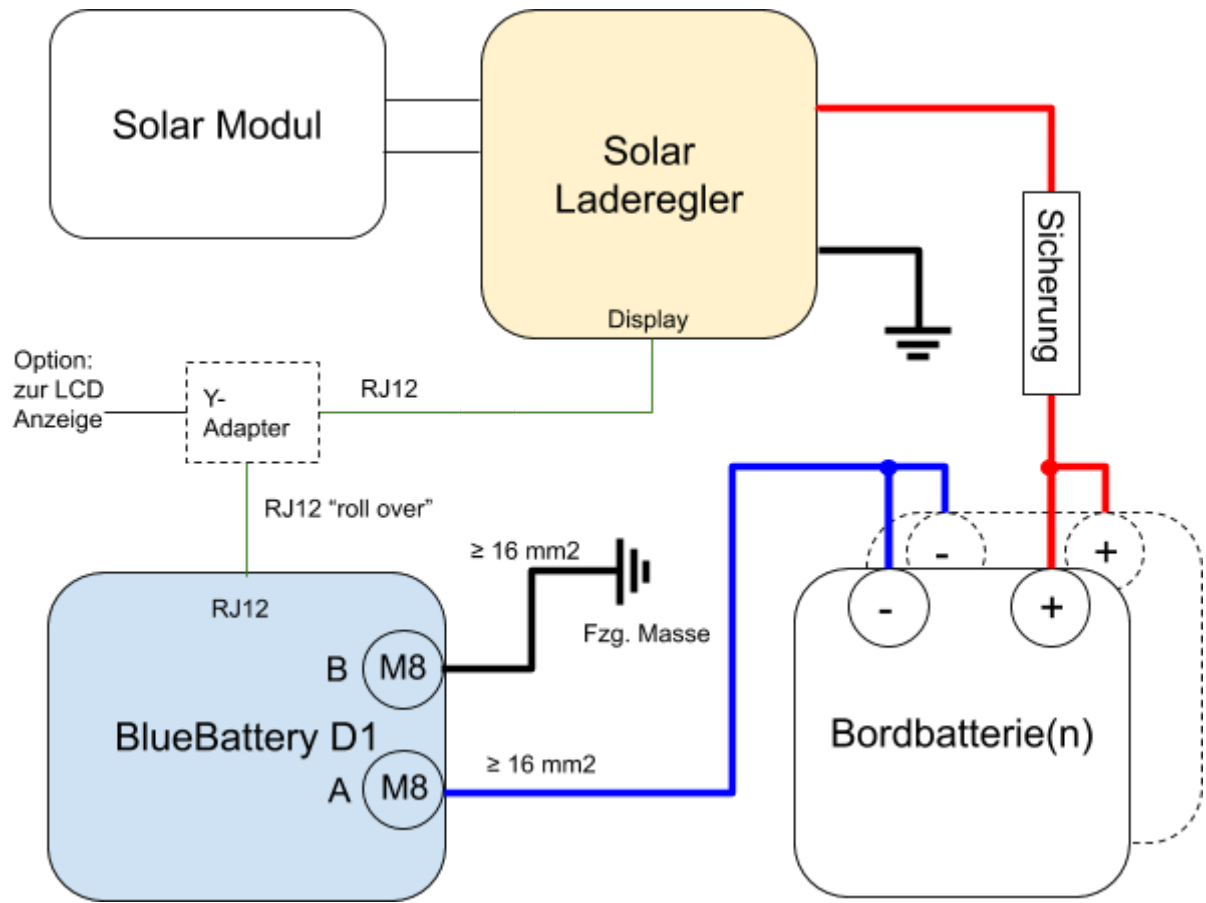 Solar Modul
Solar
Laderegler
Display
Sicherung
Option:
zur LCD
Anzeige
Y-
Adapter
RJ12
RJ12 “roll over”
≥ 16 mm2
Fzg. Masse
RJ12
B
M8
BlueBattery D1
A
M8
≥ 16 mm2
-
+
-
+
Bordbatterie(n)